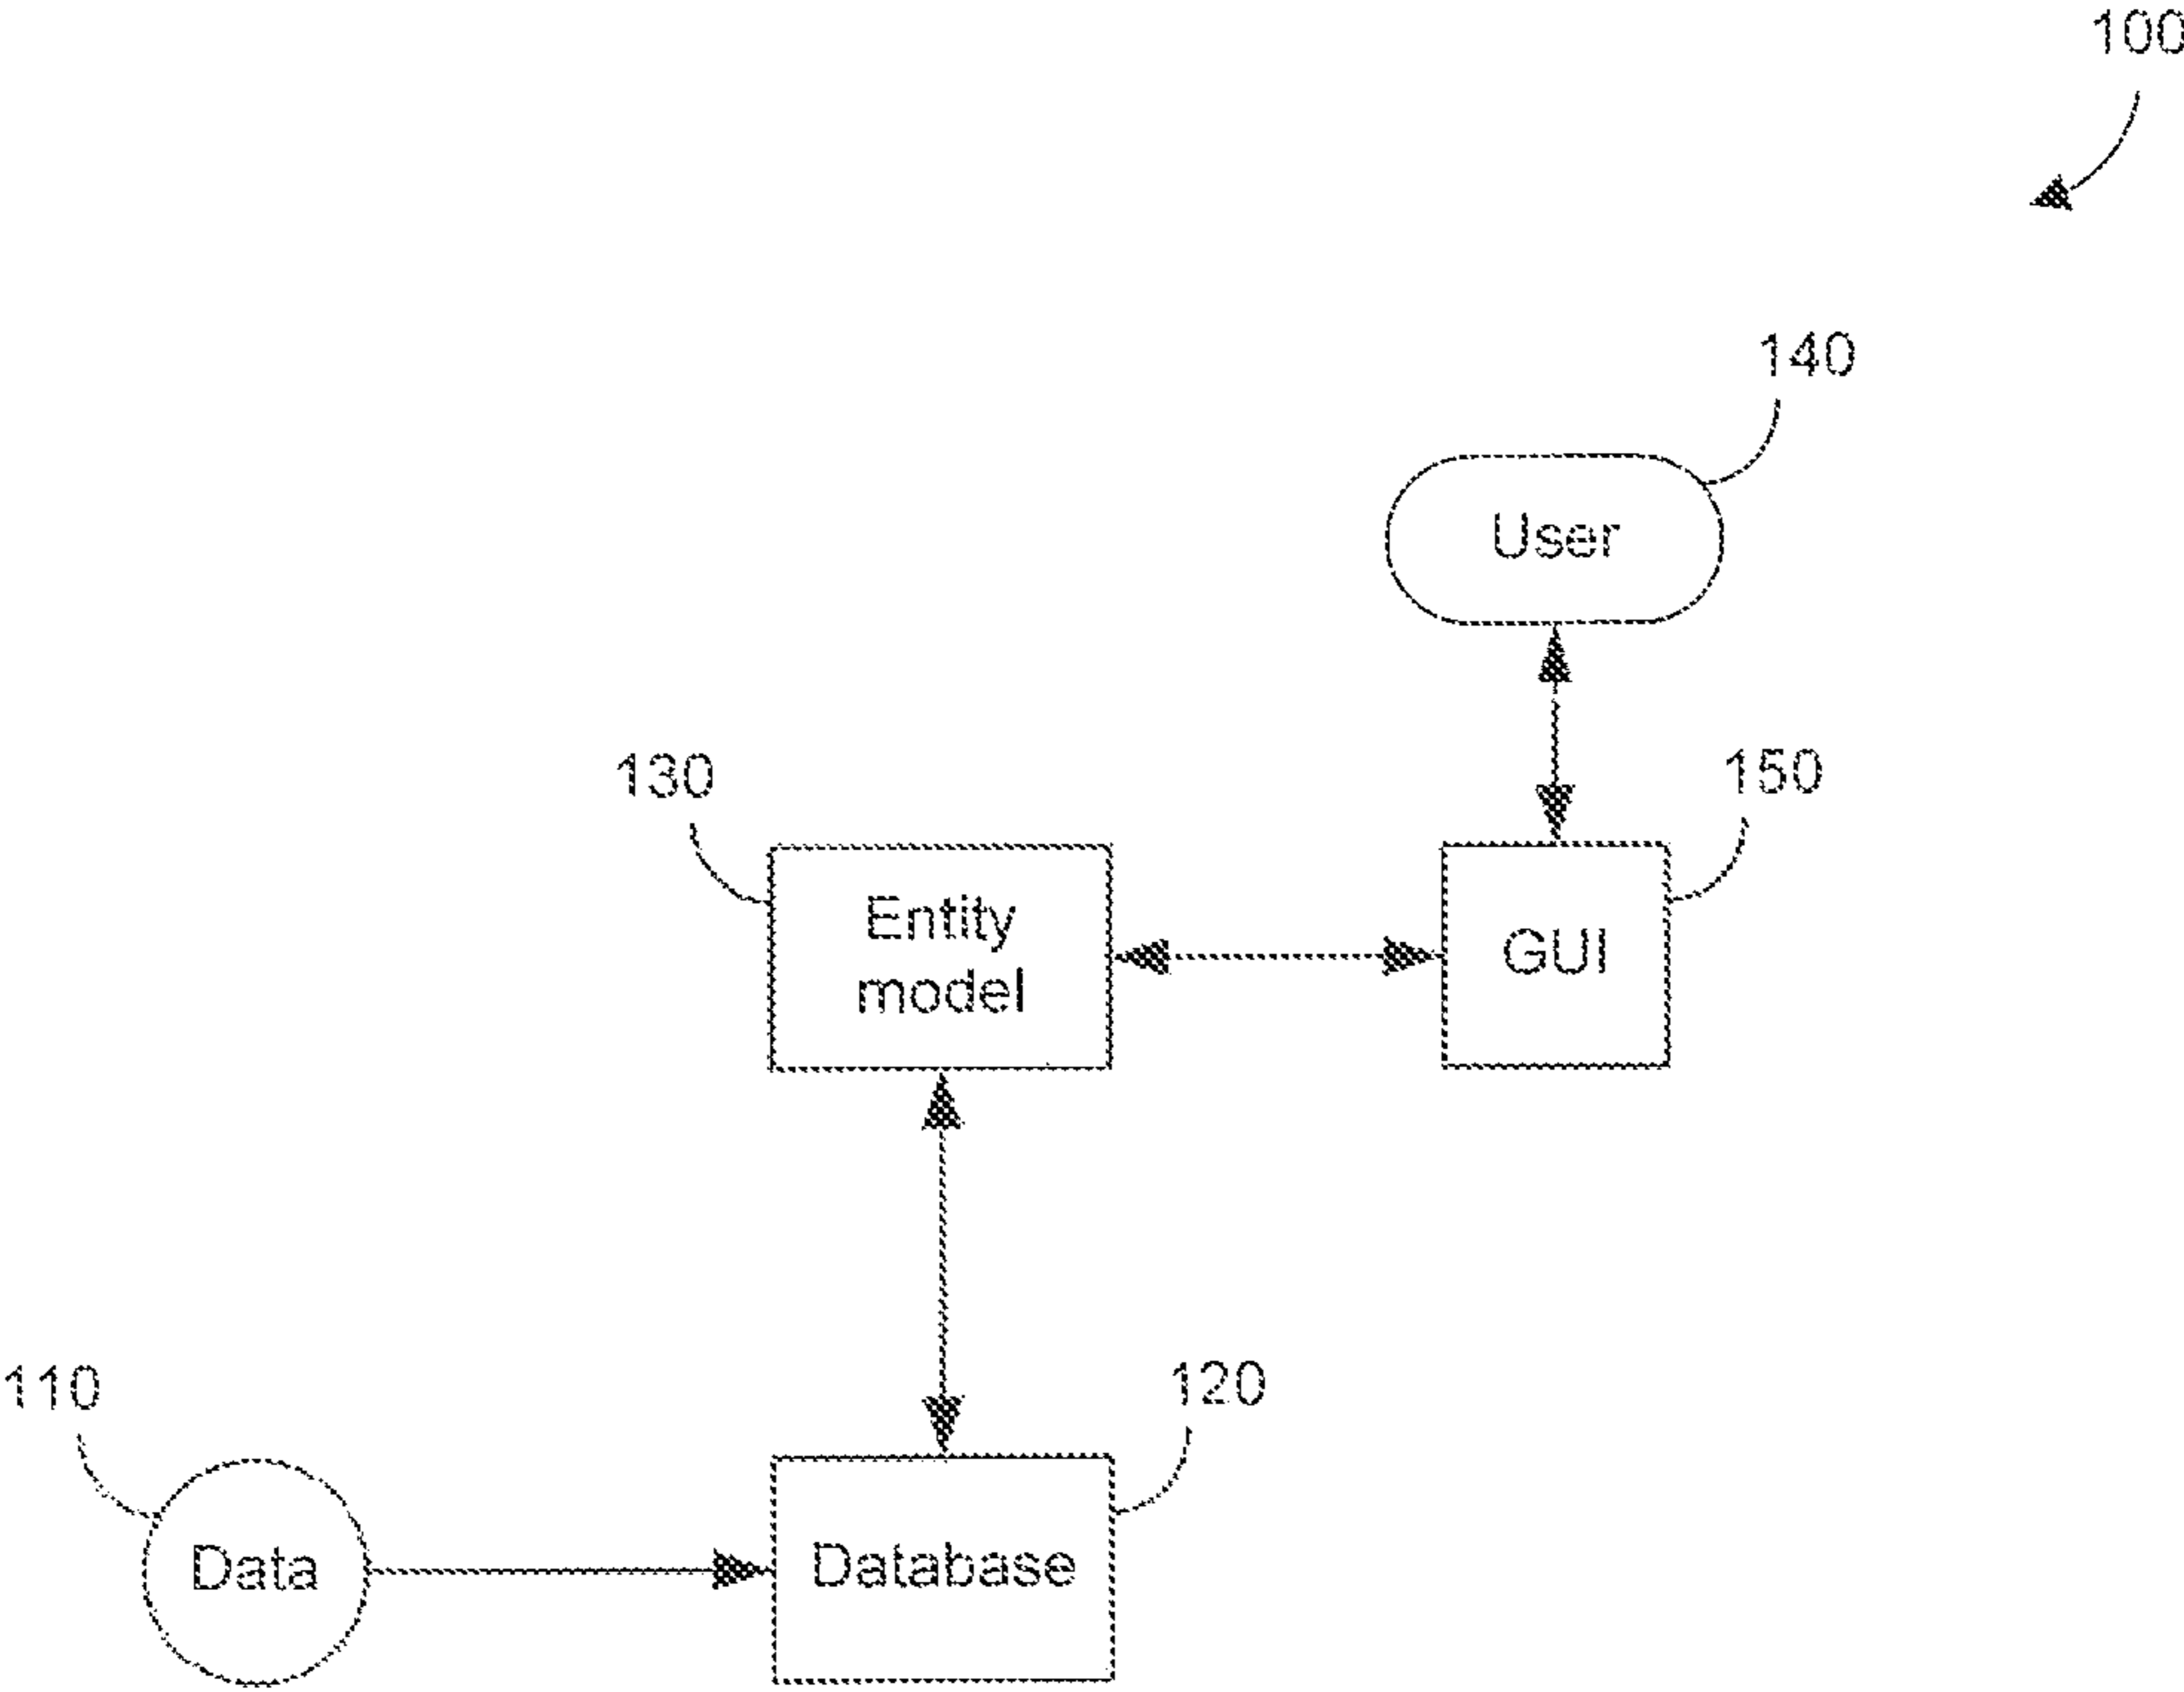 100
140
User
130
150
Entity
model
GUI
110
120
Data
Database